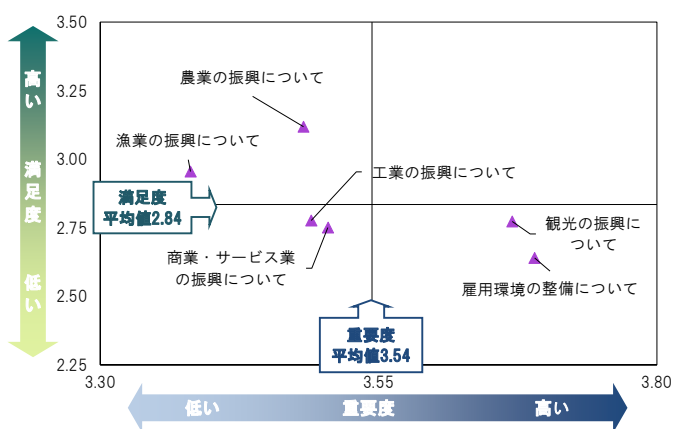 3.50
3.25
3.00
2.75
2.50
2.25
高い
満足度
低い
農業の振興について
漁業の振興について
工業の振興について
満足度
平均値2.84
商業・サービス業
の振興について
観光の振興に
ついて
雇用環境の整備について
重要度
平均値3.54
3.30
3.55
3.80
低い
重要度
高い